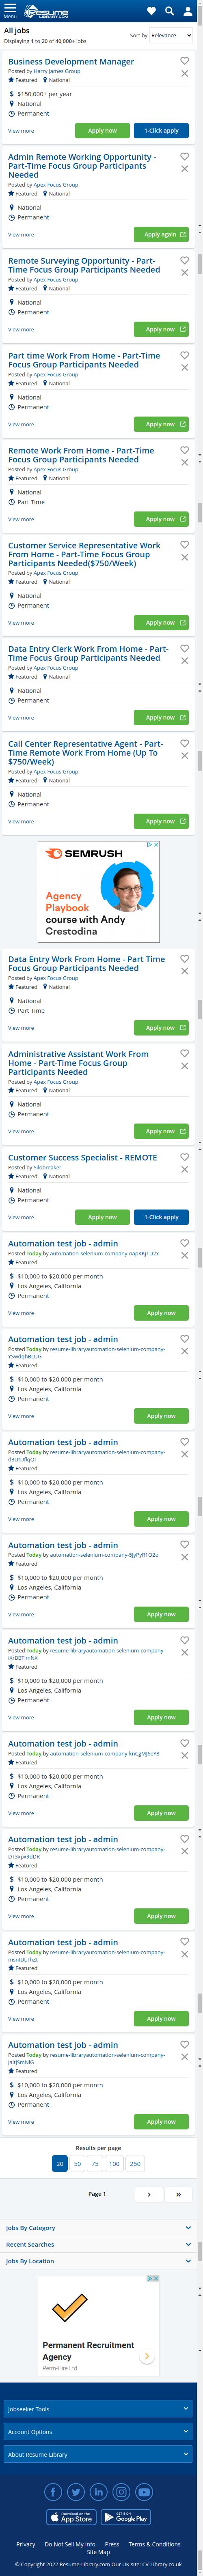 Menu
RESUME
LIBRARY.COM
All jobs
Displaying 1 to 20 of 40,000+ jobs
Sort by Relevance
Business Development Manager
Posted by Harry James Group
Featured National
$150,000+ per year
National
Permanent
View more
Apply now
1-Click apply
Admin Remote Working Opportunity -
Part-Time Focus Group Participants
Needed
Posted by Apex Focus Group
Featured National
National
Permanent
View more
Apply again
Remote Surveying Opportunity - Part-
Time Focus Group Participants Needed
Posted by Apex Focus Group
Featured National
National
Permanent
View more
Apply now
Part time Work From Home - Part-Time
Focus Group Participants Needed
Posted by Apex Focus Group
Featured National
National
Permanent
View more
Apply now
Remote Work From Home - Part-Time
Focus Group Participants Needed
Posted by Apex Focus Group
Featured National
National
Part Time
View more
Apply now
Customer Service Representative Work
From Home - Part-Time Focus Group
Participants Needed($750/Week)
Posted by Apex Focus Group
Featured National
National
Permanent
View more
Apply now
Data Entry Clerk Work From Home - Part-
Time Focus Group Participants Needed
Posted by Apex Focus Group
Featured National
National
Permanent
View more
Apply now
Call Center Representative Agent - Part-
Time Remote Work From Home (Up To
$750/Week)
Posted by Apex Focus Group
Featured National
National
Permanent
View more
Apply now
SEMRUSH
Agency
Playbook
course with Andy
Crestodina
Data Entry Work From Home - Part Time
Focus Group Participants Needed
Posted by Apex Focus Group
Featured National
National
Part Time
View more
Apply now
Administrative Assistant Work From
Home - Part-Time Focus Group
Participants Needed
Posted by Apex Focus Group
Featured National
National
Permanent
View more
Apply now
Customer Success Specialist - REMOTE
Posted by Silobreaker
Featured National
National
Permanent
View more
Apply now
1-Click apply
Automation test job - admin
Posted Today by automation-selenium-company-napKKJ1D2x
Featured
$10,000 to $20,000 per month
Los Angeles, California
Permanent
View more
Apply now
Automation test job - admin
Posted Today by resume-libraryautomation-selenium-company-
Featured
$10,000 to $20,000 per month
Los Angeles, California
Permanent
View more
Apply now
Automation test job - admin
Posted Today by resume-libraryautomation-selenium-company-
Featured
$10,000 to $20,000 per month
Los Angeles, California
Permanent
View more
Apply now
Automation test job - admin
Posted Today by automation-selenium-company-5JyPyR1O2o
Featured
$10,000 to $20,000 per month
Los Angeles, California
Permanent
View more
Apply now
Automation test job - admin
Posted Today by resume-libraryautomation-selenium-company-
Featured
$10,000 to $20,000 per month
Los Angeles, California
Permanent
View more
Apply now
Automation test job - admin
Posted Today by automation-selenium-company-knCgMJ6eY8
Featured
$10,000 to $20,000 per month
Los Angeles, California
Permanent
View more
Apply now
Automation test job - admin
Posted Today by resume-libraryautomation-selenium-company-
Featured
$10,000 to $20,000 per month
Los Angeles, California
Permanent
View more
Apply now
Automation test job - admin
Posted Today by resume-libraryautomation-selenium-company-
Featured
$10,000 to $20,000 per month
Los Angeles, California
Permanent
View more
Apply now
Automation test job - admin
Posted Today by resume-libraryautomation-selenium-company-
Featured
$10,000 to $20,000 per month
Los Angeles, California
Permanent
View more
Apply now
Results per page
20 50 75 100 250
Page 1 › »
Jobs By Category
Recent Searches
Jobs By Location
Permanent Recruitment
Agency
Perm-Hire Ltd
Jobseeker Tools
Account Options
About Resume-Library
Download on the
App Store
GET IT ON
Google Play
Privacy Do Not Sell My Info Press Terms & Conditions
Site Map
© Copyright 2022 Resume-Library.com Our UK site: CV-Library.co.uk